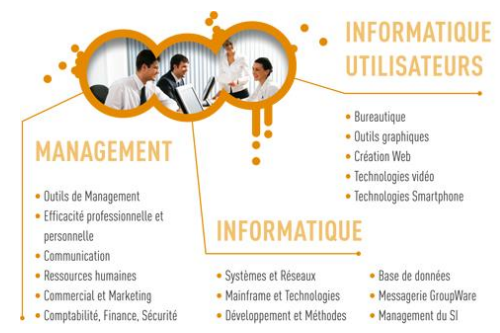 INFORMATIQUE
UTILISATEURS
• Bureautique
• Outils graphiques
• Création Web
• Technologies vidéo
• Technologies Smartphone
MANAGEMENT
• Outils de Management
• Efficacité professionnelle et
personnelle
• Communication
• Ressources humaines
• Commercial et Marketing
• Comptabilité, Finance, Sécurité
INFORMATIQUE
• Systèmes et Réseaux
• Mainframe et Technologies
• Développement et Méthodes
• Base de données
• Messagerie GroupWare
• Management du SI